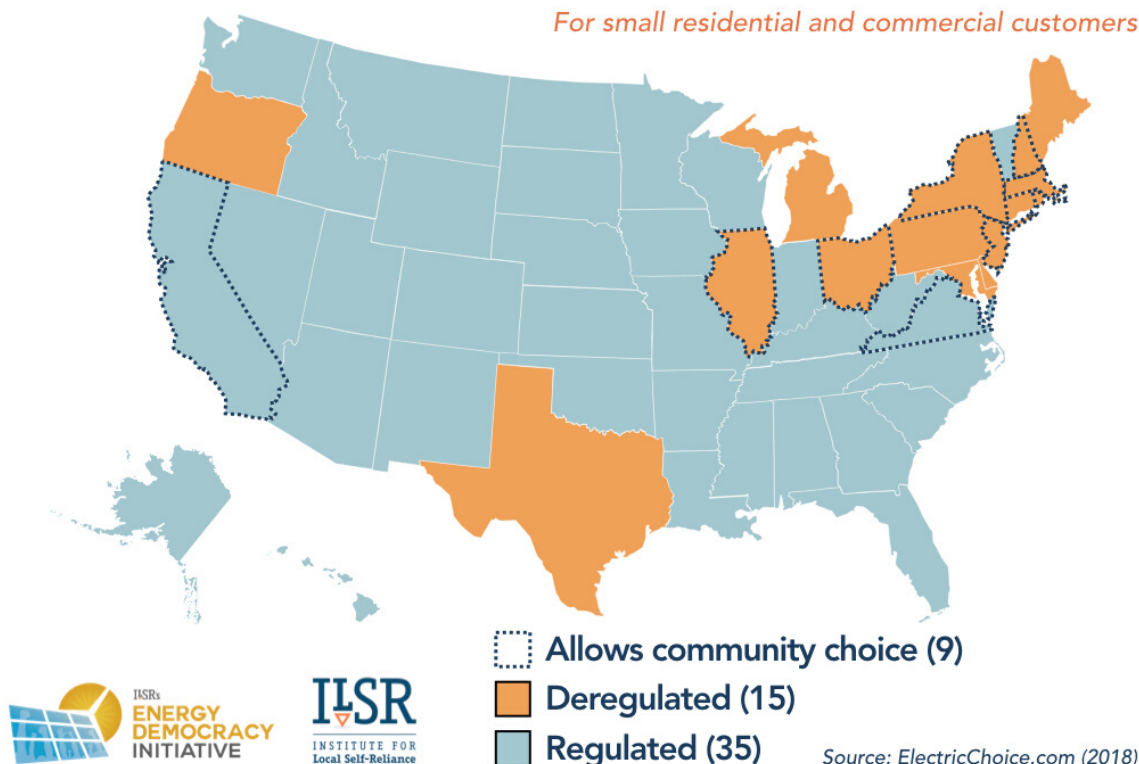 For small residential and commercial customers
Allows community choice (9)
Deregulated (15)
Regulated (35)
Source: ElectricChoice.com (2018)
ILSRs
ENERGY
DEMOCRACY
INITIATIVE
ILSR
INSTITUTE FOR
Local Self-Reliance